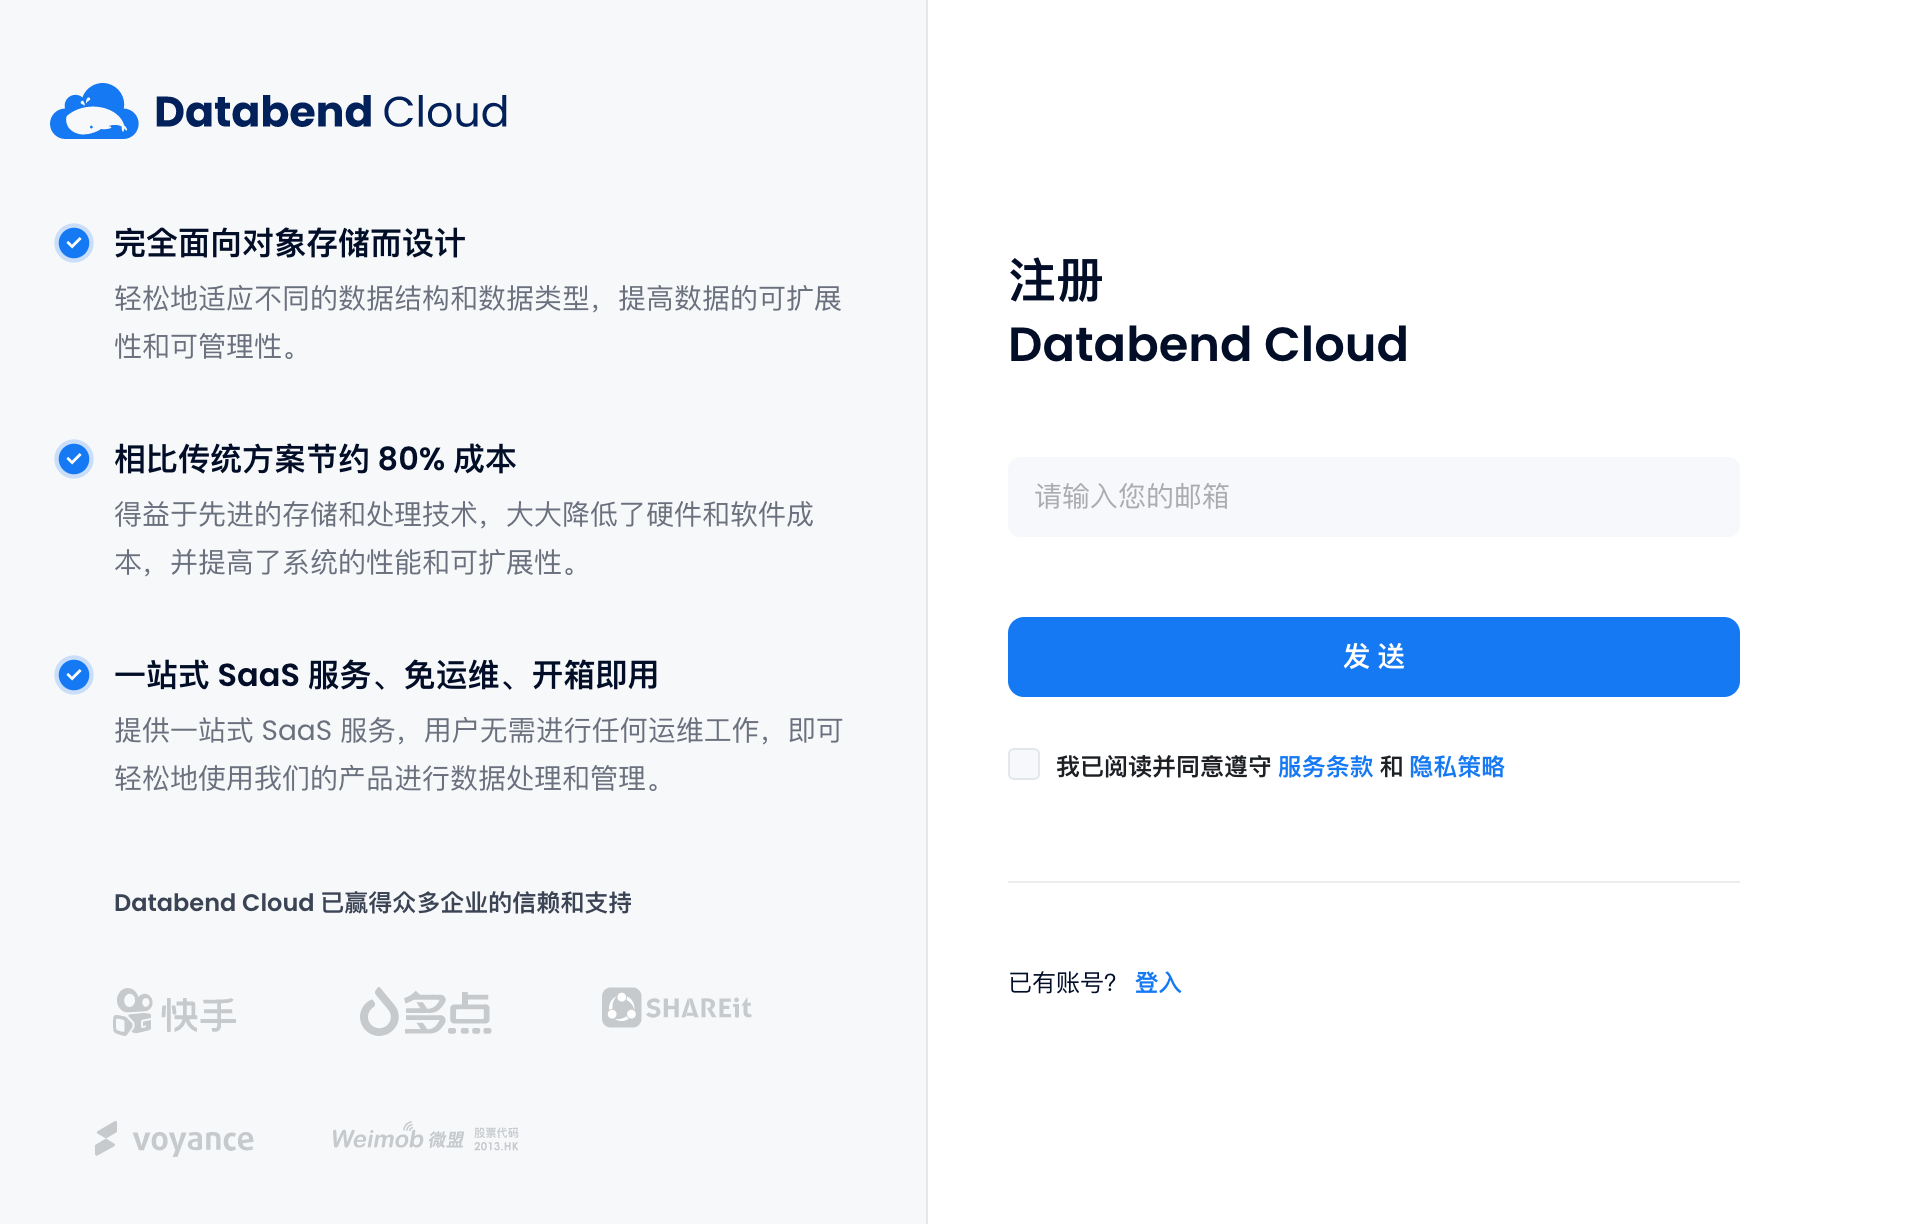 Databend Cloud
完全面向对象存储而设计
轻松地适应不同的数据结构和数据类型，提高数据的可扩展
性和可管理性。
相比传统方案节约 80% 成本
得益于先进的存储和处理技术，大大降低了硬件和软件成
本，并提高了系统的性能和可扩展性。
一站式 SaaS 服务、免运维、开箱即用
提供一站式 SaaS 服务，用户无需进行任何运维工作，即可
轻松地使用我们的产品进行数据处理和管理。
Databend Cloud 已赢得众多企业的信赖和支持
快手
多点
SHAREit
voyance
Weimob 微盟 股票代码
2013.HK
注册
Databend Cloud
请输入您的邮箱
发 送
我已阅读并同意遵守 服务条款 和 隐私策略
已有账号? 登入